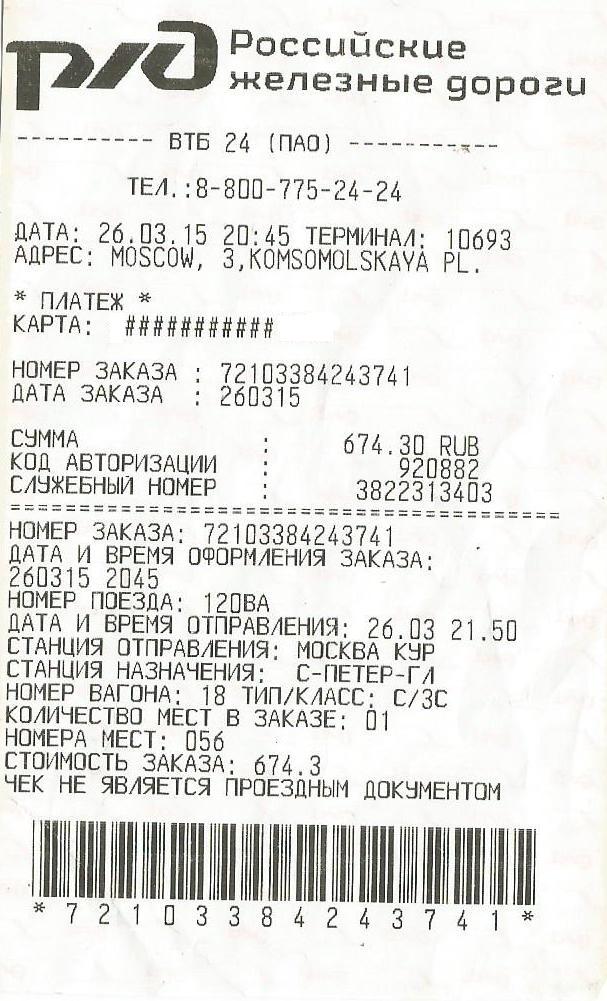 РЖД Российские
железные дороги
---------- ВТБ 24 (ПАО) -----------
ТЕЛ.:8-800-775-24-24
ДАТА: 26.03.15 20:45 ТЕРМИНАЛ: 10693
АДРЕС: MOSCOW, 3,KOMSOMOLSKAYA PL.
* ПЛАТЕЖ *
КАРТА: ###########
НОМЕР ЗАКАЗА : 72103384243741
ДАТА ЗАКАЗА : 260315
СУММА : 674.30 RUB
КОД АВТОРИЗАЦИИ : 920882
СЛУЖЕБНЫЙ НОМЕР : 3822313403
========================================
НОМЕР ЗАКАЗА: 72103384243741
ДАТА И ВРЕМЯ ОФОРМЛЕНИЯ ЗАКАЗА:
260315 2045
НОМЕР ПОЕЗДА: 120ВА
ДАТА И ВРЕМЯ ОТПРАВЛЕНИЯ: 26.03 21.50
СТАНЦИЯ ОТПРАВЛЕНИЯ: МОСКВА КУР
СТАНЦИЯ НАЗНАЧЕНИЯ: С-ПЕТЕР-ГЛ
НОМЕР ВАГОНА: 18 ТИП/КЛАСС: С/3С
КОЛИЧЕСТВО МЕСТ В ЗАКАЗЕ: 01
НОМЕРА МЕСТ: 056
СТОИМОСТЬ ЗАКАЗА: 674.3
ЧЕК НЕ ЯВЛЯЕТСЯ ПРОЕЗДНЫМ ДОКУМЕНТОМ
*72103384243741*